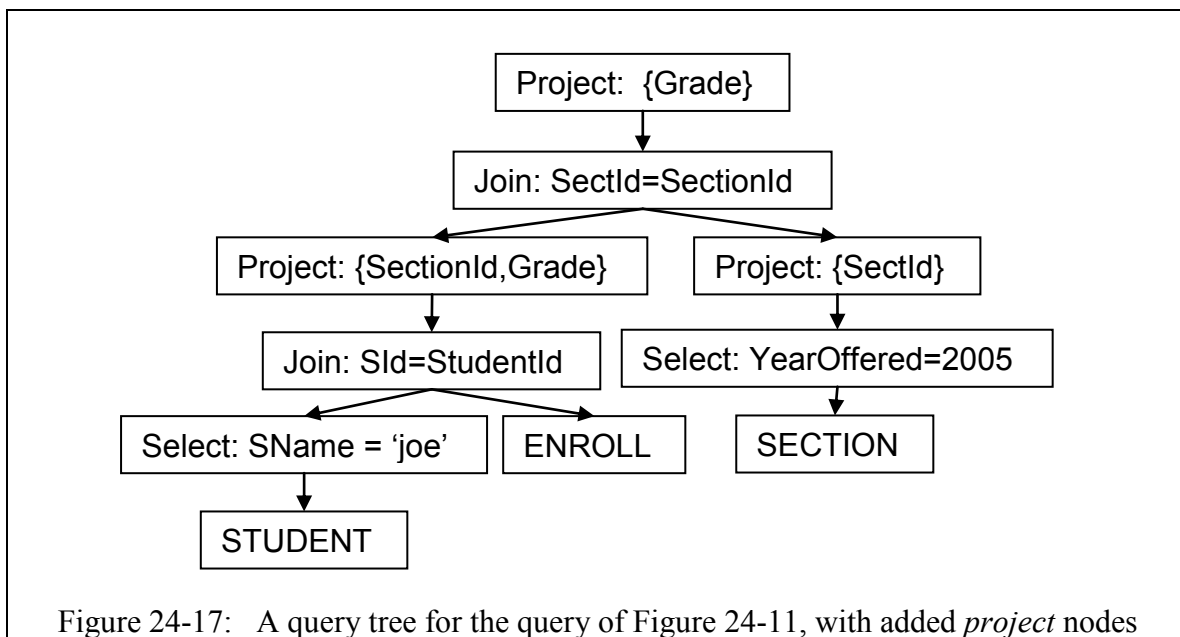 Project: {Grade}
Join: SectId=SectionId
Project: {SectionId,Grade}
Project: {SectId}
Join: SId=StudentId
Select: YearOffered=2005
Select: SName = ‘joe’
ENROLL
SECTION
STUDENT
Figure 24-17: A query tree for the query of Figure 24-11, with added project nodes